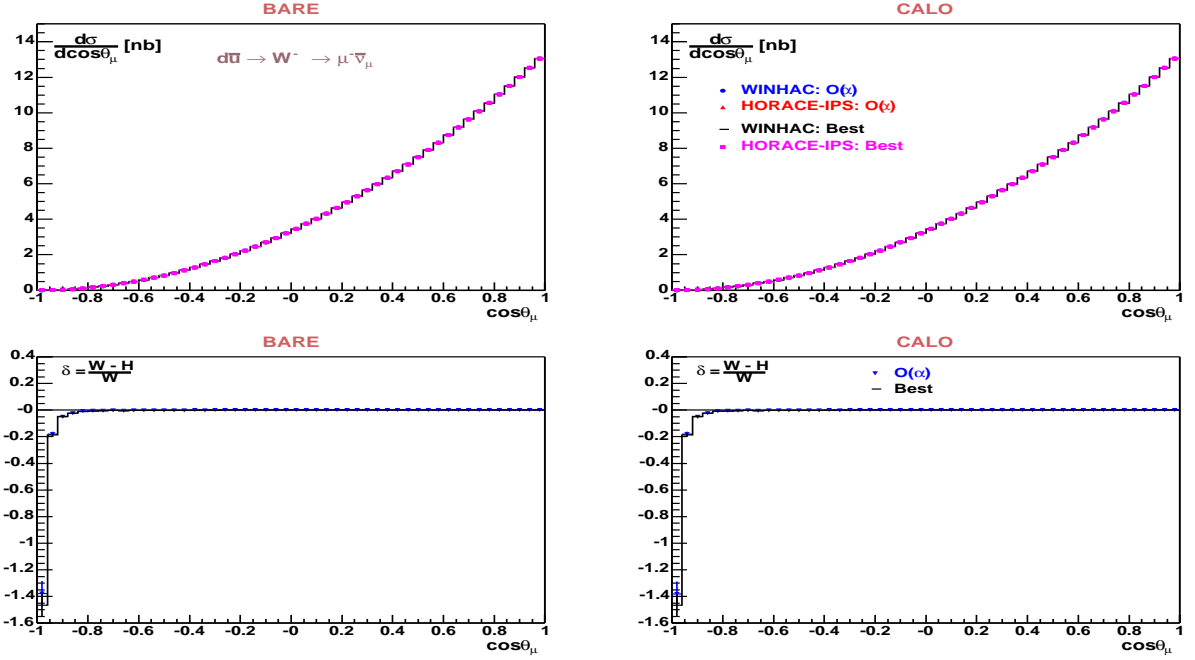 BARE
dσ/dcosθμ [nb]
dū → W⁻ → μ⁻ν̄μ
14
12
10
8
6
4
2
0
-1 -0.8 -0.6 -0.4 -0.2 -0 0.2 0.4 0.6 0.8 1
cosθμ
CALO
dσ/dcosθμ [nb]
WINHAC: O(α)
HORACE-IPS: O(α)
WINHAC: Best
HORACE-IPS: Best
14
12
10
8
6
4
2
0
-1 -0.8 -0.6 -0.4 -0.2 -0 0.2 0.4 0.6 0.8 1
cosθμ
BARE
δ = W - H / W
0.4
0.2
-0
-0.2
-0.4
-0.6
-0.8
-1
-1.2
-1.4
-1.6
-1 -0.8 -0.6 -0.4 -0.2 -0 0.2 0.4 0.6 0.8 1
cosθμ
CALO
δ = W - H / W
O(α)
Best
0.4
0.2
-0
-0.2
-0.4
-0.6
-0.8
-1
-1.2
-1.4
-1.6
-1 -0.8 -0.6 -0.4 -0.2 -0 0.2 0.4 0.6 0.8 1
cosθμ